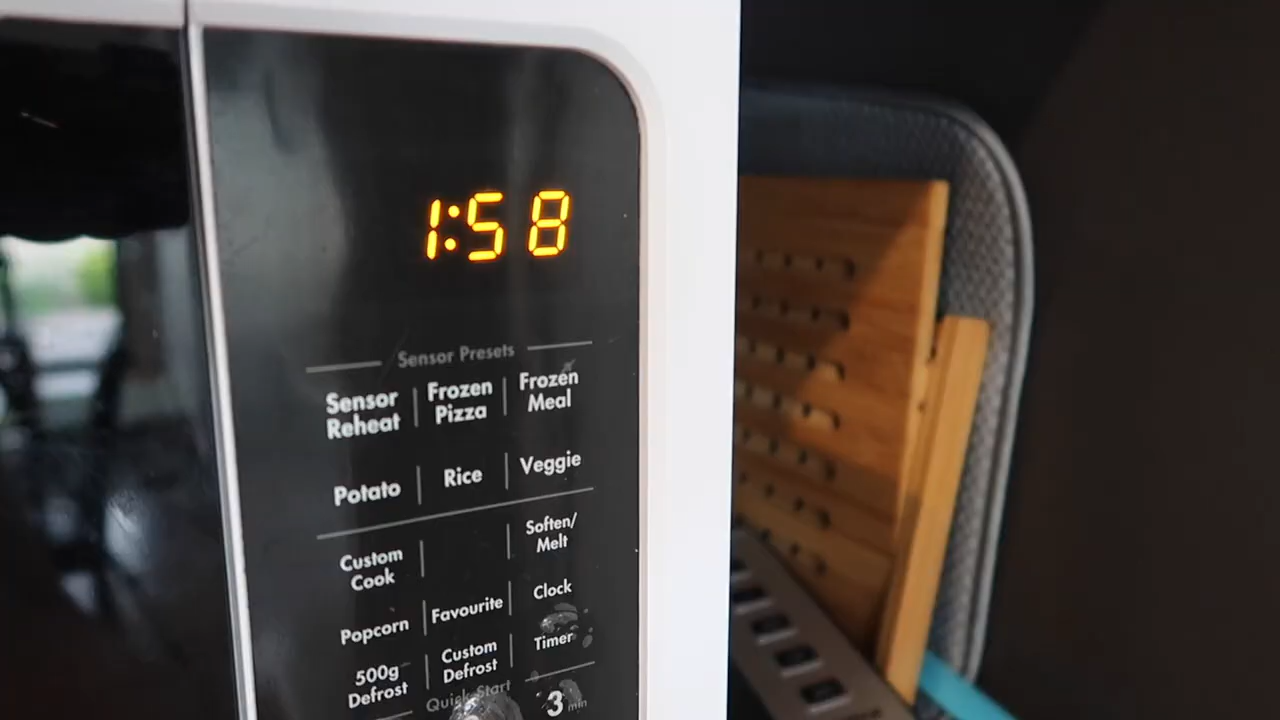 1:58
Sensor Presets
Sensor Reheat
Frozen Pizza
Frozen Meal
Potato
Rice
Veggie
Custom Cook
Soften/ Melt
Popcorn
Favourite
Clock
500g Defrost
Custom Defrost
Timer
Quick Start
3 min